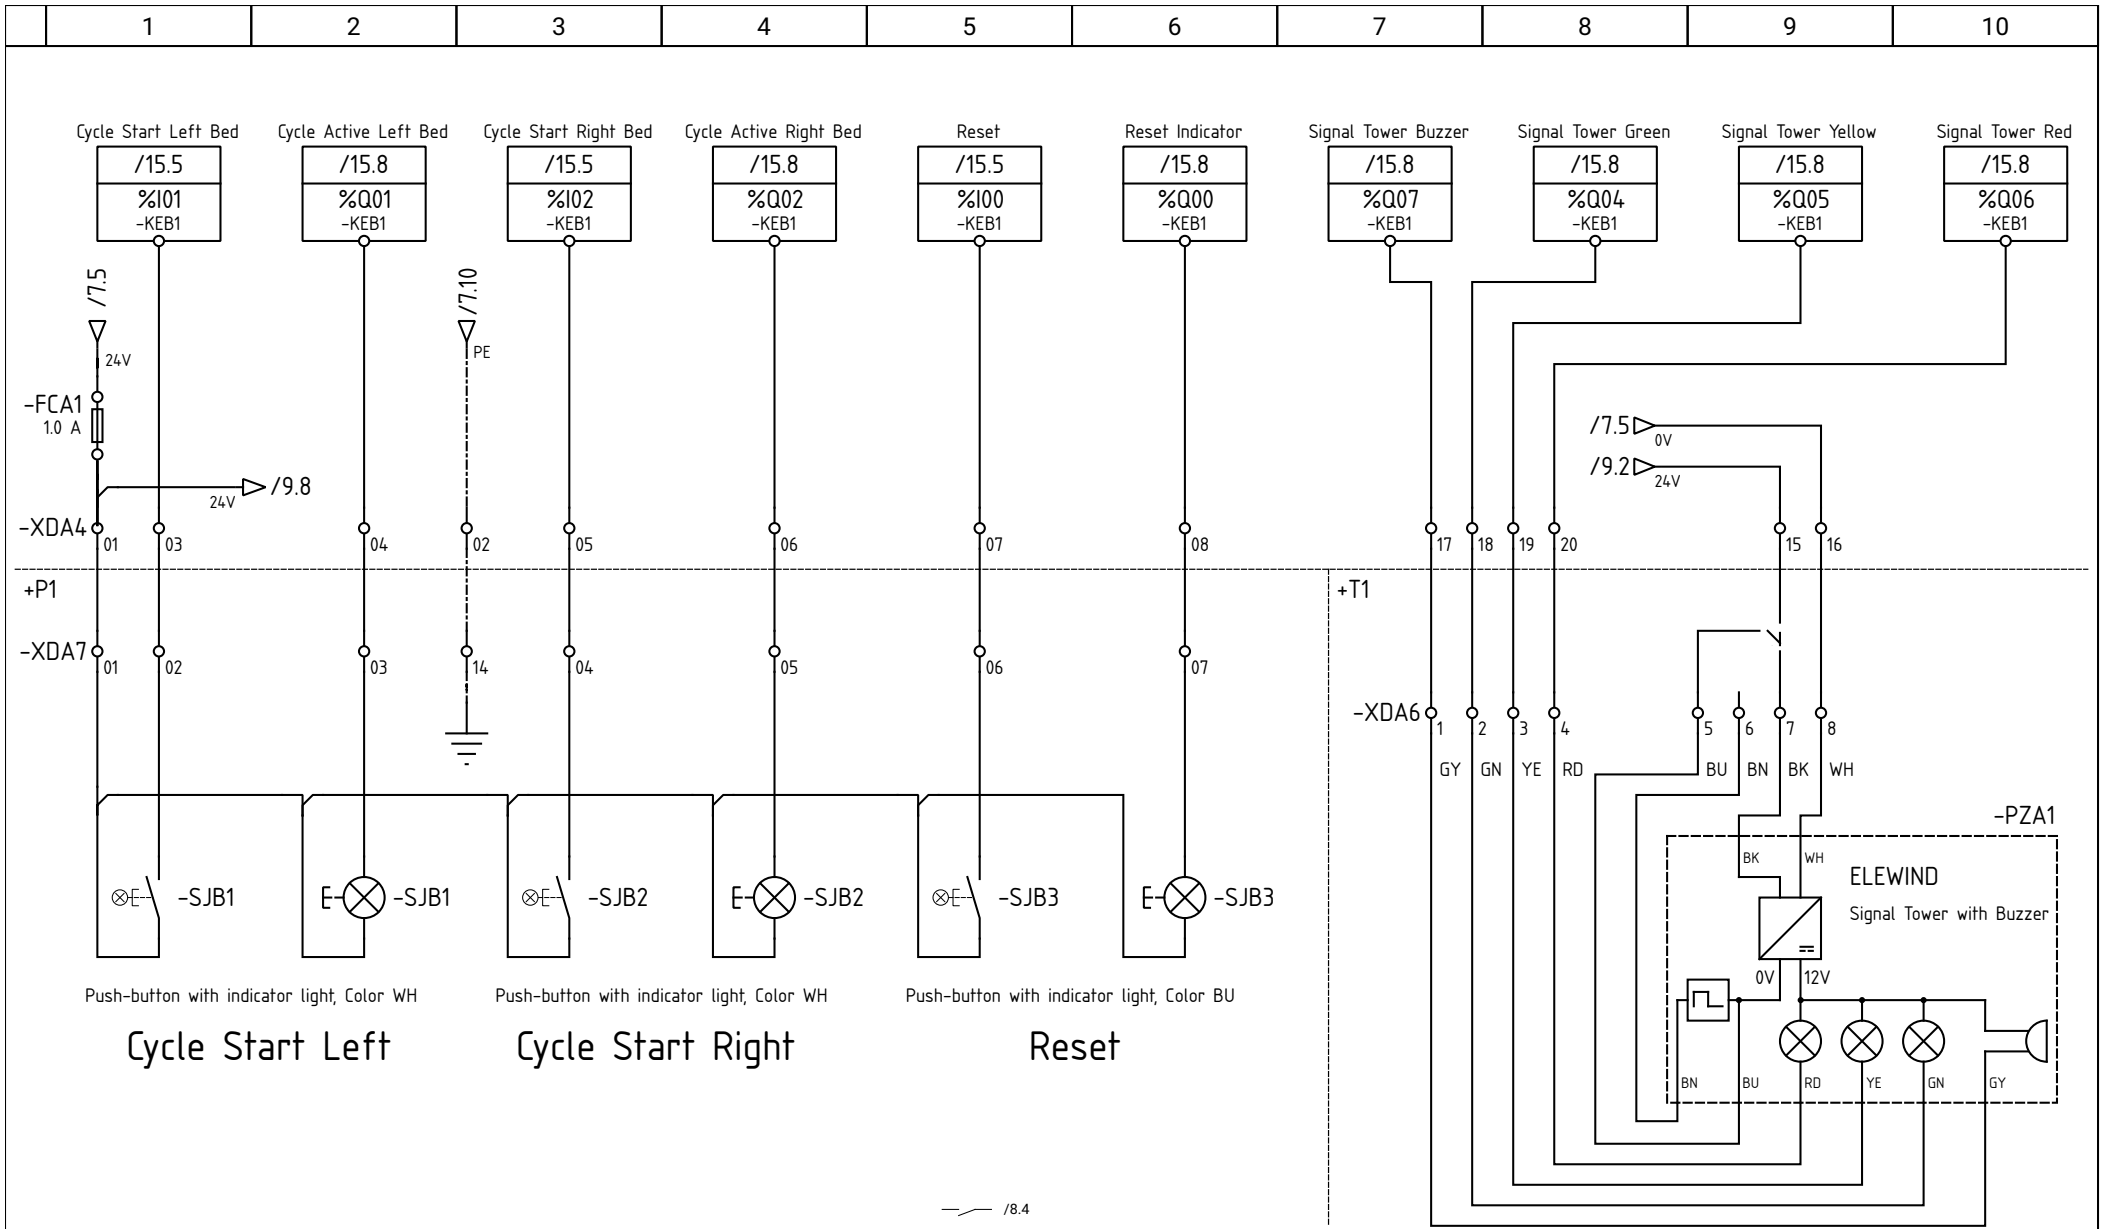 1 2 3 4 5 6 7 8 9 10
Cycle Start Left Bed Cycle Active Left Bed Cycle Start Right Bed Cycle Active Right Bed Reset Reset Indicator Signal Tower Buzzer Signal Tower Green Signal Tower Yellow Signal Tower Red
/15.5 /15.8 /15.5 /15.8 /15.5 /15.8 /15.8 /15.8 /15.8 /15.8
%I01 %Q01 %I02 %Q02 %I00 %Q00 %Q07 %Q04 %Q05 %Q06
-KEB1 -KEB1 -KEB1 -KEB1 -KEB1 -KEB1 -KEB1 -KEB1 -KEB1 -KEB1
/7.5 /7.10
24V PE
-FCA1
1.0 A
/7.5
0V
/9.2
24V
/9.8
24V
-XDA4
01 03 04 02 05 06 07 08 17 18 19 20 15 16
+P1 +T1
-XDA7
01 02 03 14 04 05 06 07
-XDA6
1 2 3 4 5 6 7 8
GY GN YE RD BU BN BK WH
-PZA1
BK WH
ELEWIND
Signal Tower with Buzzer
-SJB1 -SJB1 -SJB2 -SJB2 -SJB3 -SJB3
0V 12V
Push-button with indicator light, Color WH Push-button with indicator light, Color WH Push-button with indicator light, Color BU
Cycle Start Left Cycle Start Right Reset
BN BU RD YE GN GY
/8.4